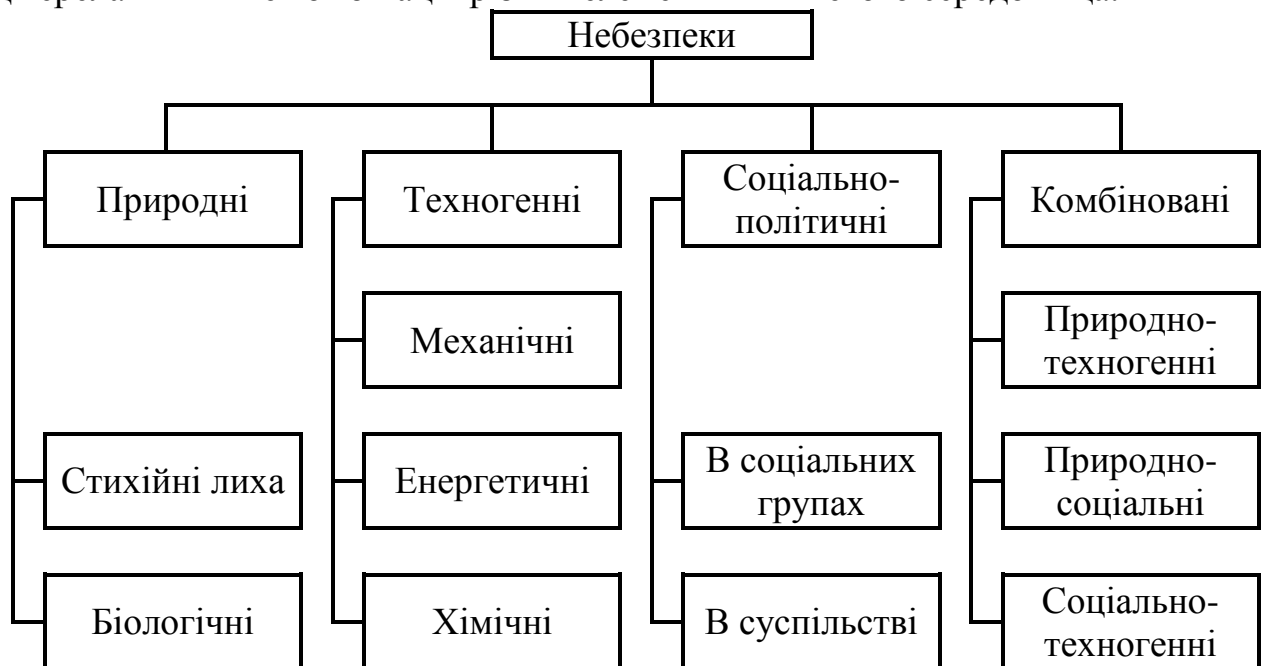 Небезпеки
Природні
Техногенні
Соціально-
політичні
Комбіновані
Механічні
Природно-
техногенні
Стихійні лиха
Енергетичні
В соціальних
групах
Природно-
соціальні
Біологічні
Хімічні
В суспільстві
Соціально-
техногенні